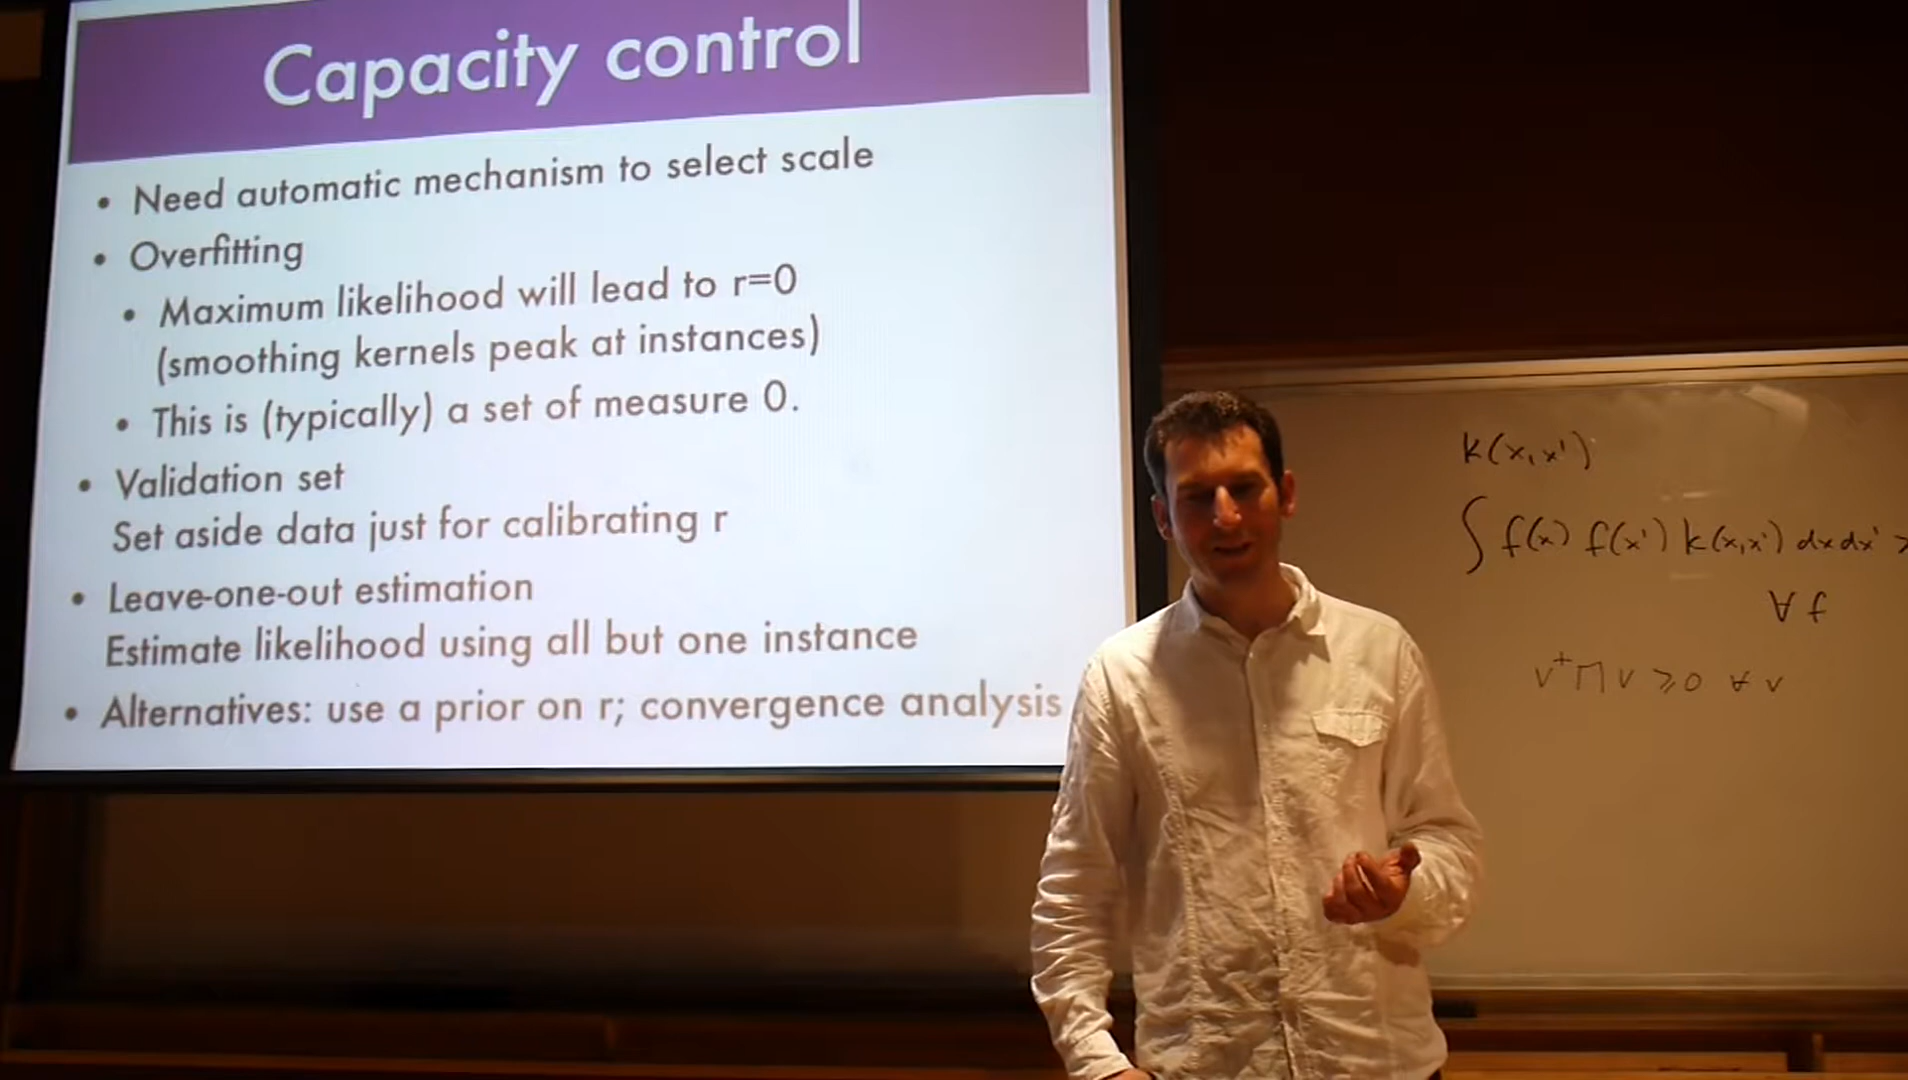 Capacity control
• Need automatic mechanism to select scale
• Overfitting
• Maximum likelihood will lead to r=0
(smoothing kernels peak at instances)
• This is (typically) a set of measure 0.
• Validation set
Set aside data just for calibrating r
• Leave-one-out estimation
Estimate likelihood using all but one instance
• Alternatives: use a prior on r; convergence analysis
k(x,x')
∫ f(x) f(x') k(x,x') dx dx' >
∀ f
v⊤ M v ≥ 0 ∀ v